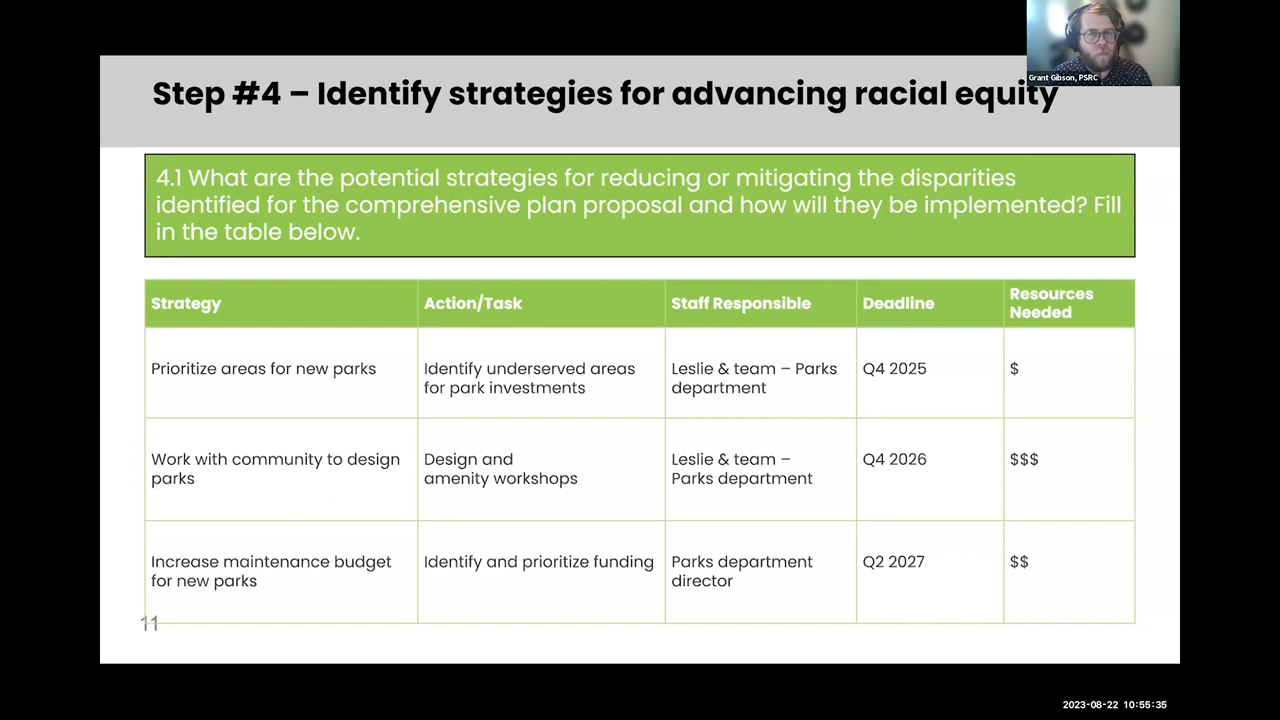 Grant Gibson, PSRC
Step #4 – Identify strategies for advancing racial equity
4.1 What are the potential strategies for reducing or mitigating the disparities
identified for the comprehensive plan proposal and how will they be implemented? Fill
in the table below.
Strategy
Action/Task
Staff Responsible
Deadline
Resources
Needed
Prioritize areas for new parks
Identify underserved areas
for park investments
Leslie & team – Parks
department
Q4 2025
$
Work with community to design
parks
Design and
amenity workshops
Leslie & team –
Parks department
Q4 2026
$$$
Increase maintenance budget
for new parks
Identify and prioritize funding
Parks department
director
Q2 2027
$$
11
2023-08-22 10:55:35